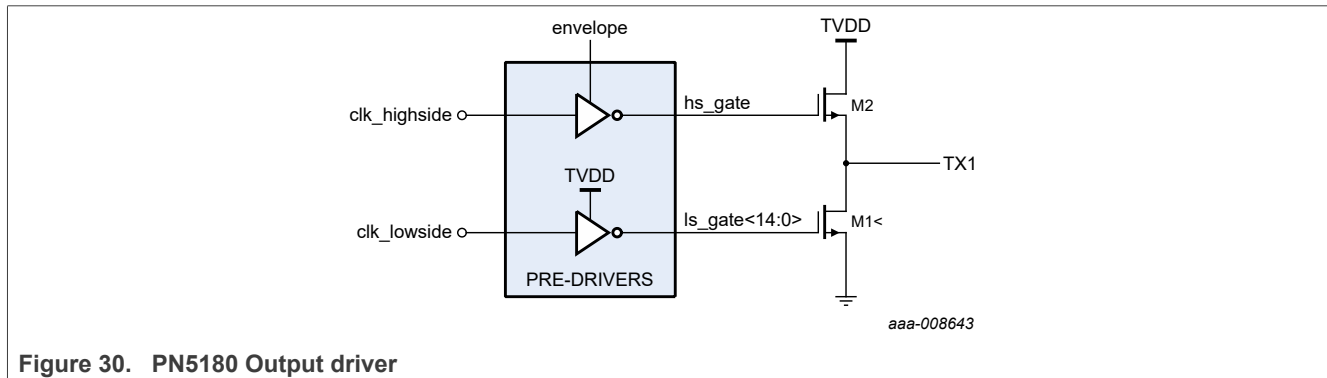 envelope
TVDD
clk_highside
hs_gate
M2
TX1
TVDD
clk_lowside
ls_gate<14:0>
M1<
PRE-DRIVERS
aaa-008643
Figure 30. PN5180 Output driver